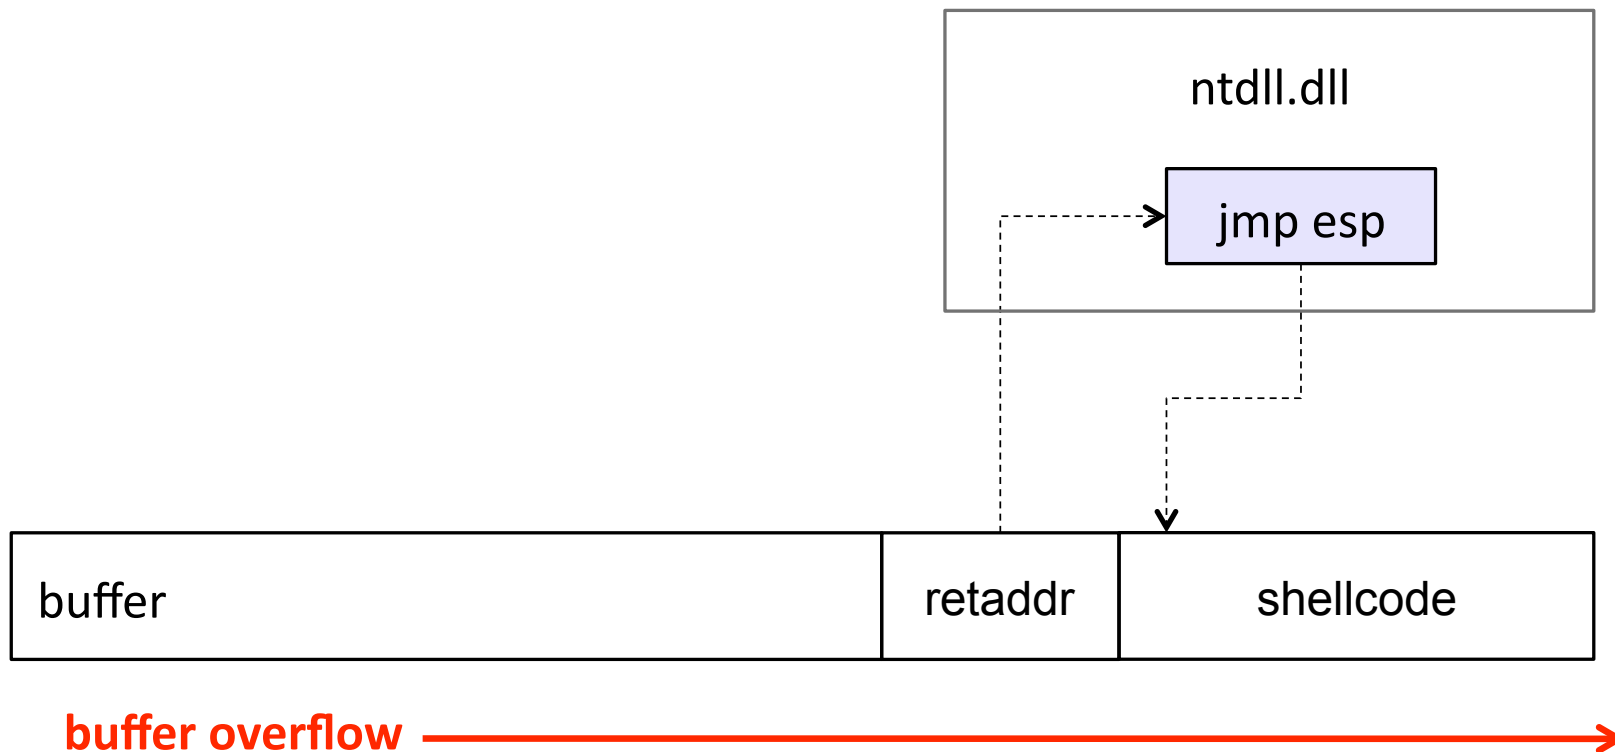 ntdll.dll
jmp esp
buffer
retaddr
shellcode
buffer overflow